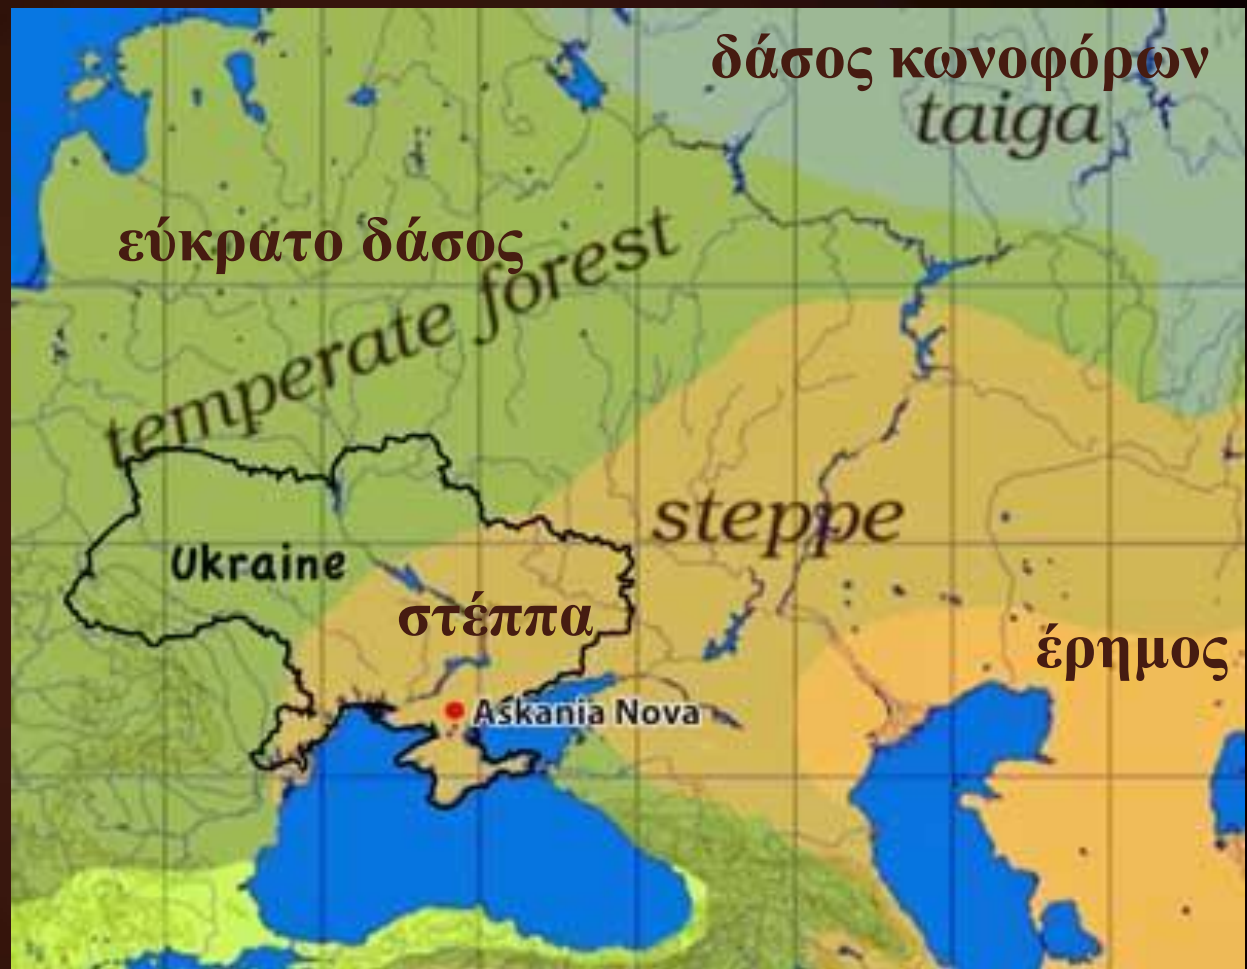 δάσος κωνοφόρων
taiga
εύκρατο δάσος
temperate forest
steppe
Ukraine
στέππα
έρημος
Askania Nova